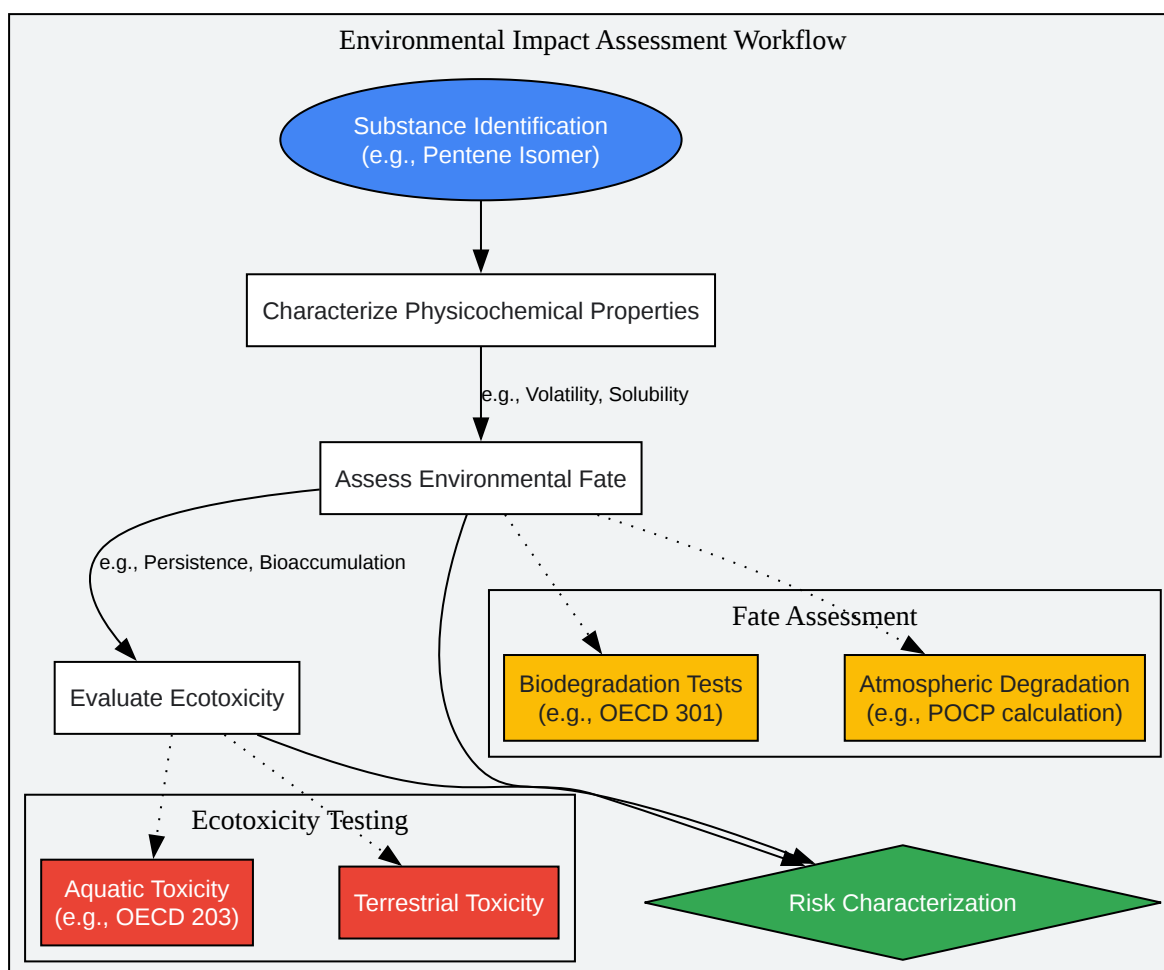 Environmental Impact Assessment Workflow
Substance Identification
(e.g., Pentene Isomer)
Characterize Physicochemical Properties
e.g., Volatility, Solubility
Assess Environmental Fate
e.g., Persistence, Bioaccumulation
Fate Assessment
Biodegradation Tests
(e.g., OECD 301)
Atmospheric Degradation
(e.g., POCP calculation)
Evaluate Ecotoxicity
Ecotoxicity Testing
Aquatic Toxicity
(e.g., OECD 203)
Terrestrial Toxicity
Risk Characterization